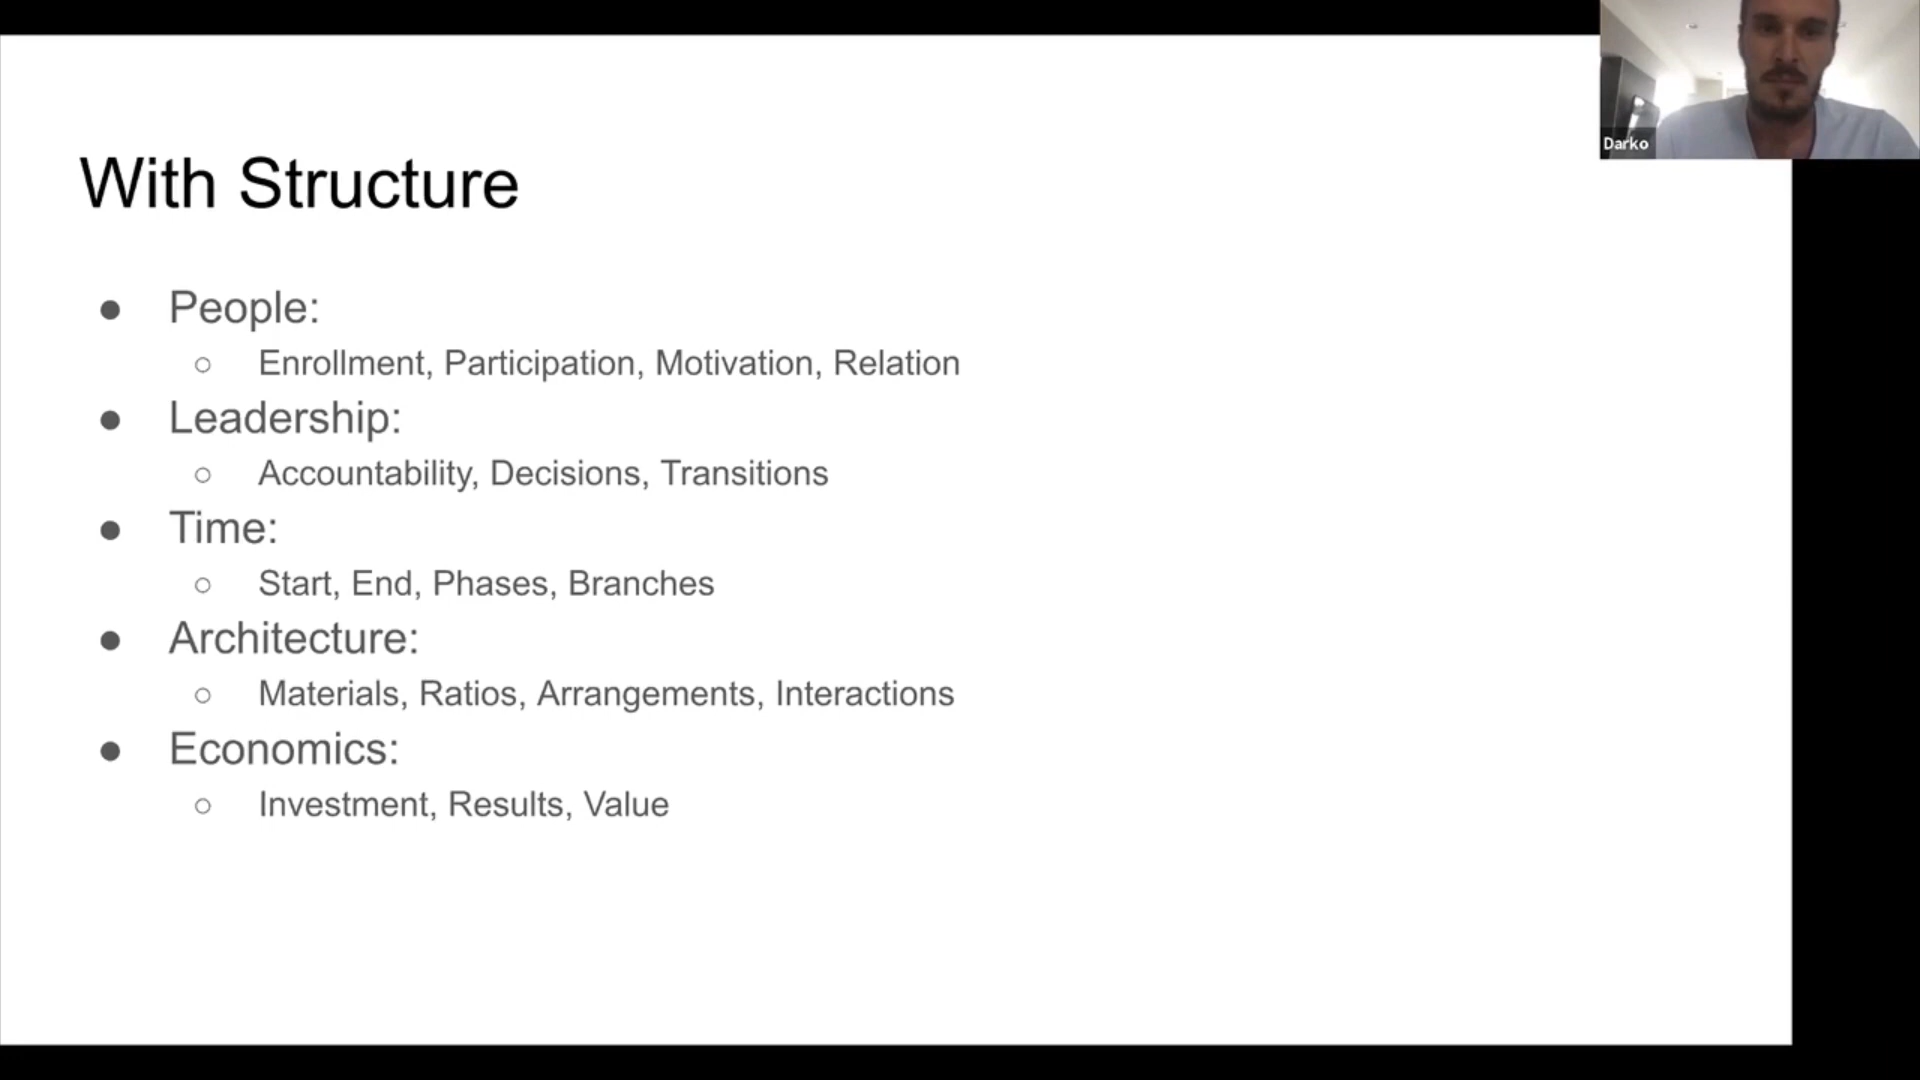 With Structure
● People:
○ Enrollment, Participation, Motivation, Relation
● Leadership:
○ Accountability, Decisions, Transitions
● Time:
○ Start, End, Phases, Branches
● Architecture:
○ Materials, Ratios, Arrangements, Interactions
● Economics:
○ Investment, Results, Value
Darko